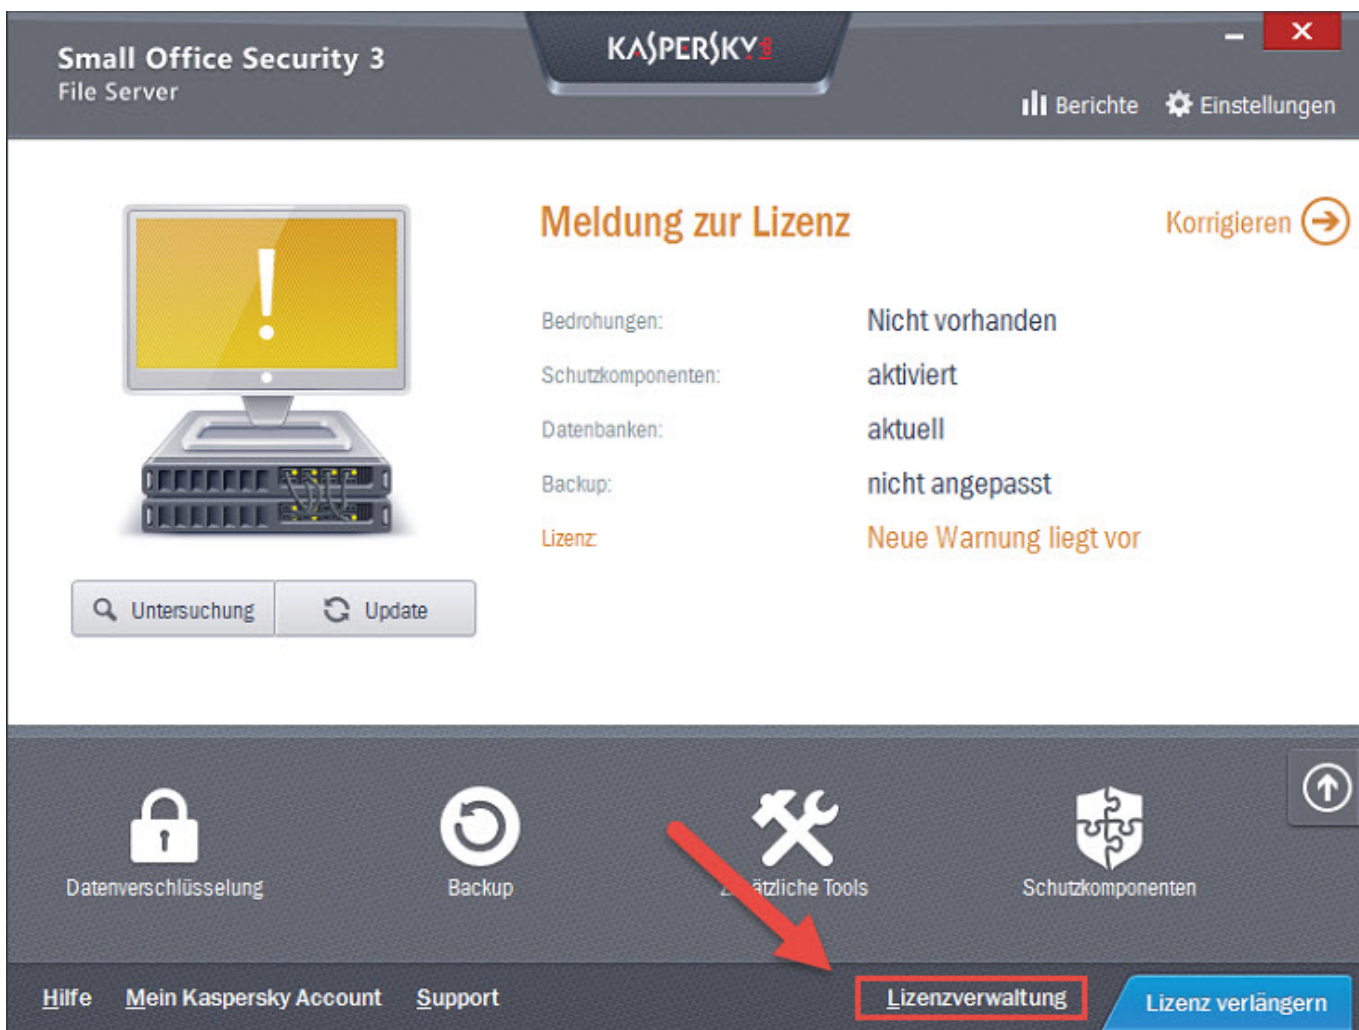 Small Office Security 3
File Server
KASPERSKY
Berichte
Einstellungen
Meldung zur Lizenz
Korrigieren
Bedrohungen: Nicht vorhanden
Schutzkomponenten: aktiviert
Datenbanken: aktuell
Backup: nicht angepasst
Lizenz: Neue Warnung liegt vor
Untersuchung
Update
Datenverschlüsselung
Backup
Tools
Schutzkomponenten
Hilfe
Mein Kaspersky Account
Support
Lizenzverwaltung
Lizenz verlängern